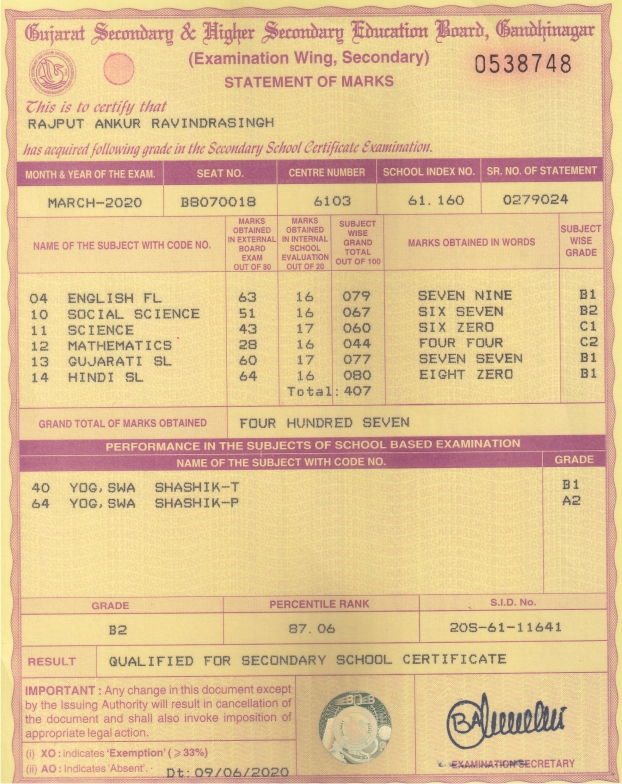 Gujarat Secondary & Higher Secondary Education Board, Gandhinagar
(Examination Wing, Secondary)
0538748
STATEMENT OF MARKS
This is to certify that
RAJPUT ANKUR RAVINDRASINGH
has acquired following grade in the Secondary School Certificate Examination.
MONTH & YEAR OF THE EXAM. SEAT NO. CENTRE NUMBER SCHOOL INDEX NO. SR. NO. OF STATEMENT
MARCH-2020 B8070018 6103 61.160 0279024
NAME OF THE SUBJECT WITH CODE NO. MARKS OBTAINED IN EXTERNAL BOARD EXAM OUT OF 80 MARKS OBTAINED IN INTERNAL SCHOOL EVALUATION OUT OF 20 SUBJECT WISE GRAND TOTAL OUT OF 100 MARKS OBTAINED IN WORDS SUBJECT WISE GRADE
04 ENGLISH FL 63 16 079 SEVEN NINE B1
10 SOCIAL SCIENCE 51 16 067 SIX SEVEN B2
11 SCIENCE 43 17 060 SIX ZERO C1
12 MATHEMATICS 28 16 044 FOUR FOUR C2
13 GUJARATI SL 60 17 077 SEVEN SEVEN B1
14 HINDI SL 64 16 080 EIGHT ZERO B1
Total: 407
GRAND TOTAL OF MARKS OBTAINED FOUR HUNDRED SEVEN
PERFORMANCE IN THE SUBJECTS OF SCHOOL BASED EXAMINATION
NAME OF THE SUBJECT WITH CODE NO. GRADE
40 YOG,SWA SHASHIK-T B1
64 YOG,SWA SHASHIK-P A2
GRADE PERCENTILE RANK S.I.D. No.
B2 87.06 20S-61-11641
RESULT QUALIFIED FOR SECONDARY SCHOOL CERTIFICATE
IMPORTANT : Any change in this document except
by the Issuing Authority will result in cancellation of
the document and shall also invoke imposition of
appropriate legal action.
(i) XO : indicates 'Exemption' (⩾33%)
(ii) AO : Indicates 'Absent'.
Dt: 09/06/2020
EXAMINATION SECRETARY